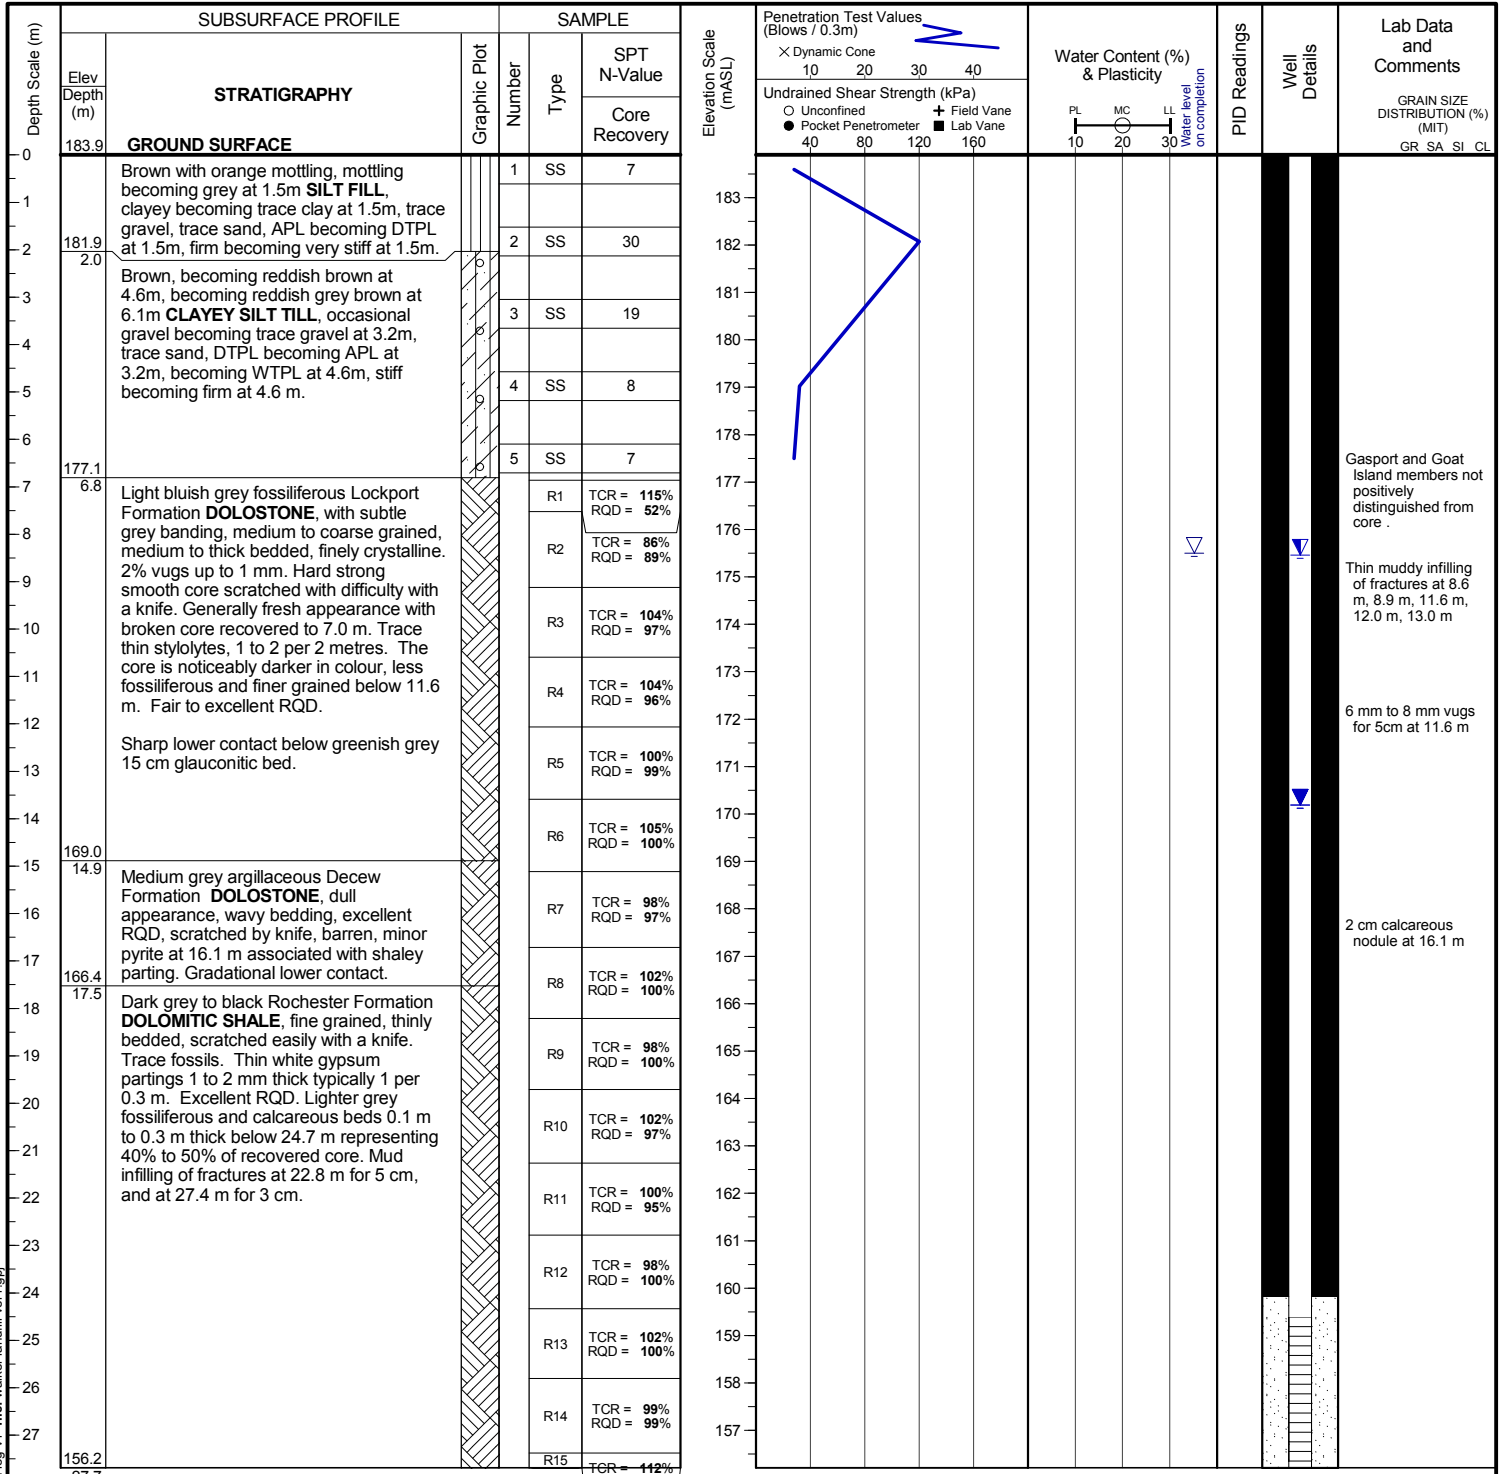 SUBSURFACE PROFILE
SAMPLE
Depth Scale (m)
Elev
Depth
(m)
STRATIGRAPHY
Graphic Plot
Number
Type
SPT
N-Value
Core
Recovery
Elevation Scale
(mASL)
Penetration Test Values
(Blows / 0.3m)
× Dynamic Cone
10 20 30 40
Undrained Shear Strength (kPa)
○ Unconfined + Field Vane
● Pocket Penetrometer ■ Lab Vane
40 80 120 160
Water Content (%)
& Plasticity
PL MC LL
10 20 30
Water level
on completion
PID Readings
Well
Details
Lab Data
and
Comments
GRAIN SIZE
DISTRIBUTION (%)
(MIT)
GR SA SI CL
183.9 GROUND SURFACE
0
1
2
3
4
5
6
7
8
9
10
11
12
13
14
15
16
17
18
19
20
21
22
23
24
25
26
27
Brown with orange mottling, mottling
becoming grey at 1.5m SILT FILL,
clayey becoming trace clay at 1.5m, trace
gravel, trace sand, APL becoming DTPL
at 1.5m, firm becoming very stiff at 1.5m.
181.9
2.0
Brown, becoming reddish brown at
4.6m, becoming reddish grey brown at
6.1m CLAYEY SILT TILL, occasional
gravel becoming trace gravel at 3.2m,
trace sand, DTPL becoming APL at
3.2m, becoming WTPL at 4.6m, stiff
becoming firm at 4.6 m.
177.1
6.8
Light bluish grey fossiliferous Lockport
Formation DOLOSTONE, with subtle
grey banding, medium to coarse grained,
medium to thick bedded, finely crystalline.
2% vugs up to 1 mm. Hard strong
smooth core scratched with difficulty with
a knife. Generally fresh appearance with
broken core recovered to 7.0 m. Trace
thin stylolytes, 1 to 2 per 2 metres. The
core is noticeably darker in colour, less
fossiliferous and finer grained below 11.6
m. Fair to excellent RQD.
Sharp lower contact below greenish grey
15 cm glauconitic bed.
169.0
14.9
Medium grey argillaceous Decew
Formation DOLOSTONE, dull
appearance, wavy bedding, excellent
RQD, scratched by knife, barren, minor
pyrite at 16.1 m associated with shaley
parting. Gradational lower contact.
166.4
17.5
Dark grey to black Rochester Formation
DOLOMITIC SHALE, fine grained, thinly
bedded, scratched easily with a knife.
Trace fossils. Thin white gypsum
partings 1 to 2 mm thick typically 1 per
0.3 m. Excellent RQD. Lighter grey
fossiliferous and calcareous beds 0.1 m
to 0.3 m thick below 24.7 m representing
40% to 50% of recovered core. Mud
infilling of fractures at 22.8 m for 5 cm,
and at 27.4 m for 3 cm.
156.2
1 SS 7
2 SS 30
3 SS 19
4 SS 8
5 SS 7
R1 TCR = 115%
RQD = 52%
R2 TCR = 86%
RQD = 89%
R3 TCR = 104%
RQD = 97%
R4 TCR = 104%
RQD = 96%
R5 TCR = 100%
RQD = 99%
R6 TCR = 105%
RQD = 100%
R7 TCR = 98%
RQD = 97%
R8 TCR = 102%
RQD = 100%
R9 TCR = 98%
RQD = 100%
R10 TCR = 102%
RQD = 97%
R11 TCR = 100%
RQD = 95%
R12 TCR = 98%
RQD = 100%
R13 TCR = 102%
RQD = 100%
R14 TCR = 99%
RQD = 99%
R15 TCR = 112%
183
182
181
180
179
178
177
176
175
174
173
172
171
170
169
168
167
166
165
164
163
162
161
160
159
158
157
Gasport and Goat
Island members not
positively
distinguished from
core .
Thin muddy infilling
of fractures at 8.6
m, 8.9 m, 11.6 m,
12.0 m, 13.0 m
6 mm to 8 mm vugs
for 5cm at 11.6 m
2 cm calcareous
nodule at 16.1 m